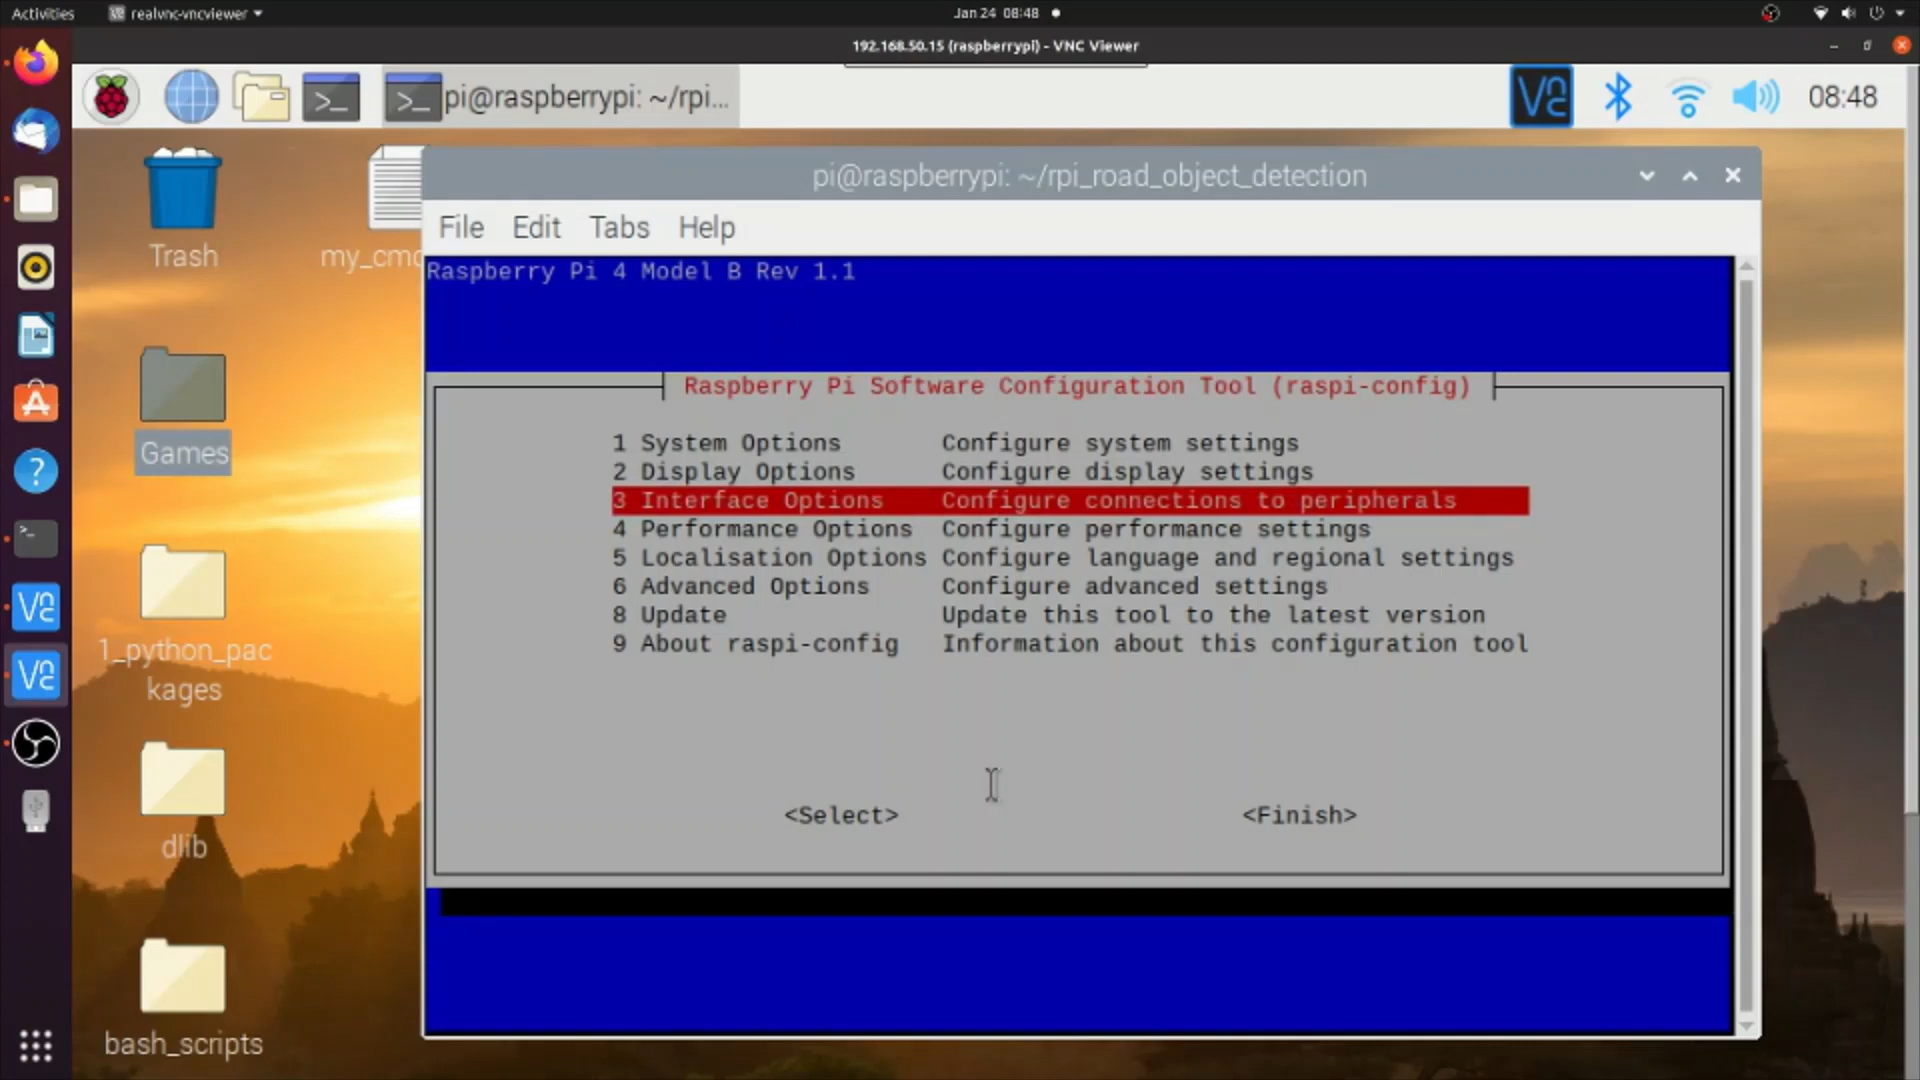 Activities realvnc-vncviewer Jan 24 08:48
192.168.50.15 (raspberrypi) - VNC Viewer
pi@raspberrypi: ~/rpi... 08:48
pi@raspberrypi: ~/rpi_road_object_detection
File Edit Tabs Help
Trash
my_cmd
Games
1_python_pac
kages
dlib
bash_scripts
Raspberry Pi 4 Model B Rev 1.1
Raspberry Pi Software Configuration Tool (raspi-config)
1 System Options Configure system settings
2 Display Options Configure display settings
3 Interface Options Configure connections to peripherals
4 Performance Options Configure performance settings
5 Localisation Options Configure language and regional settings
6 Advanced Options Configure advanced settings
8 Update Update this tool to the latest version
9 About raspi-config Information about this configuration tool
<Select> <Finish>